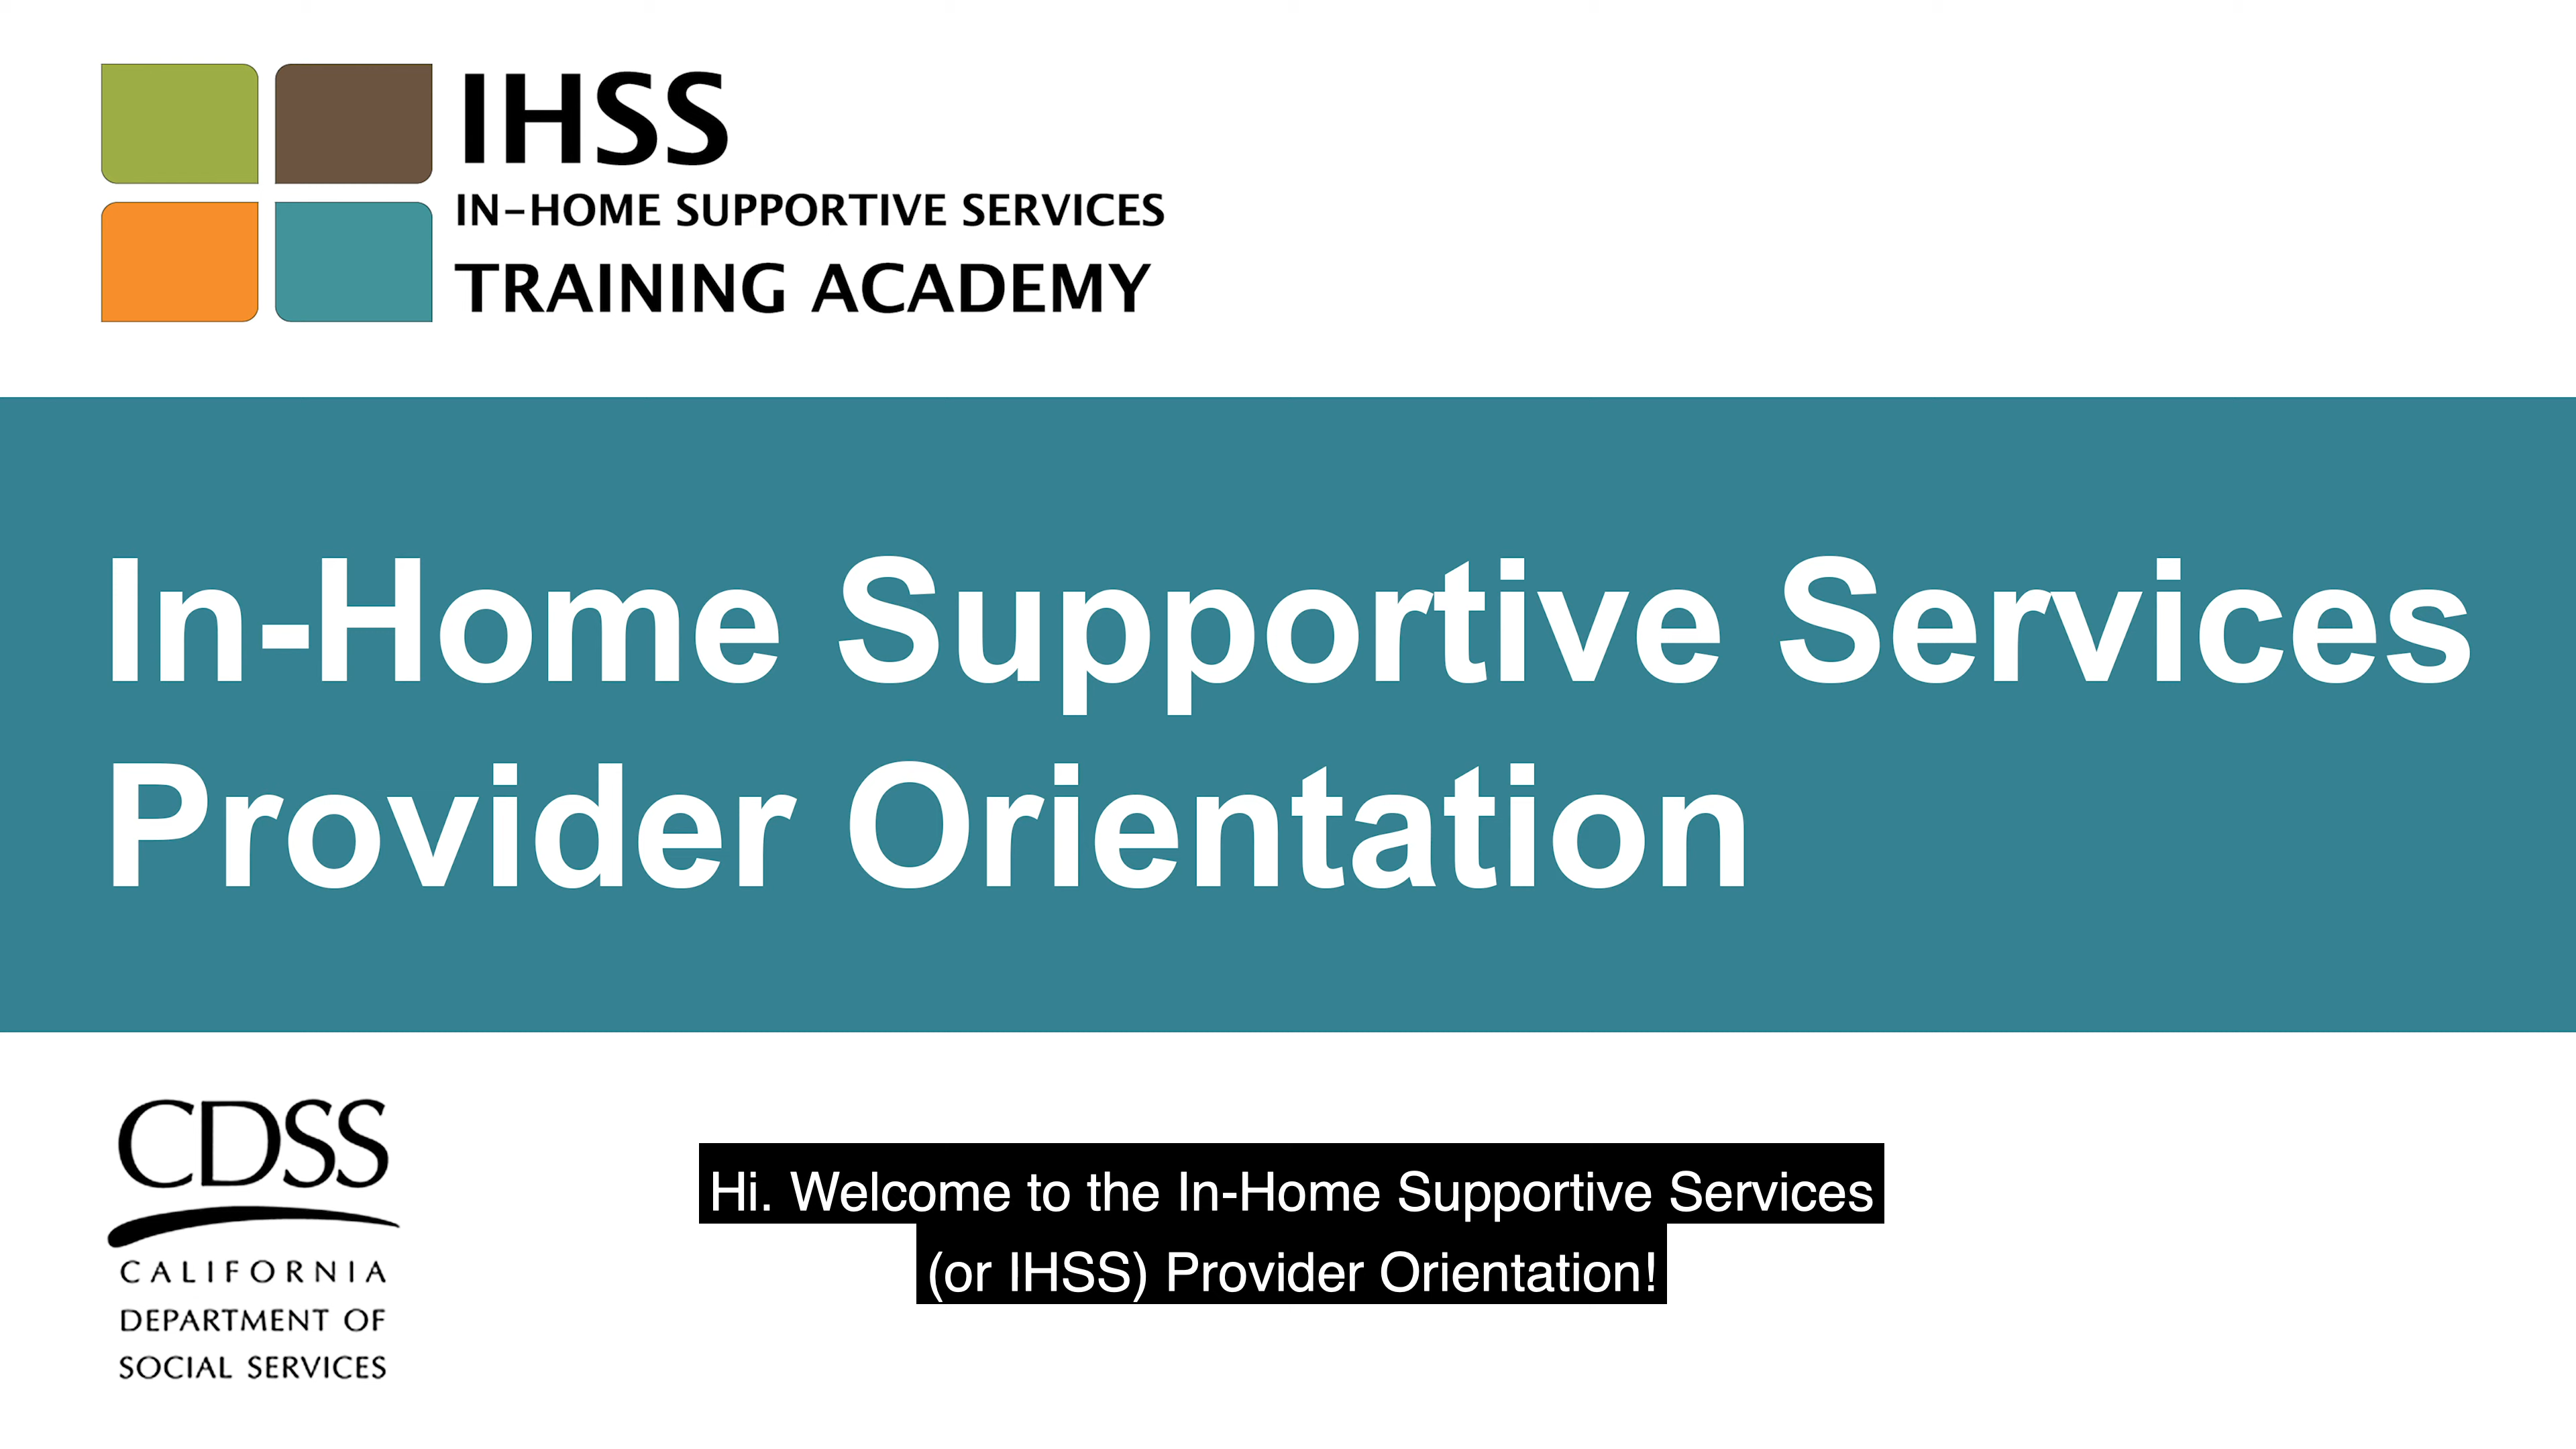 IHSS
IN-HOME SUPPORTIVE SERVICES
TRAINING ACADEMY
In-Home Supportive Services
Provider Orientation
CDSS
CALIFORNIA
DEPARTMENT OF
SOCIAL SERVICES
Hi. Welcome to the In-Home Supportive Services
(or IHSS) Provider Orientation!